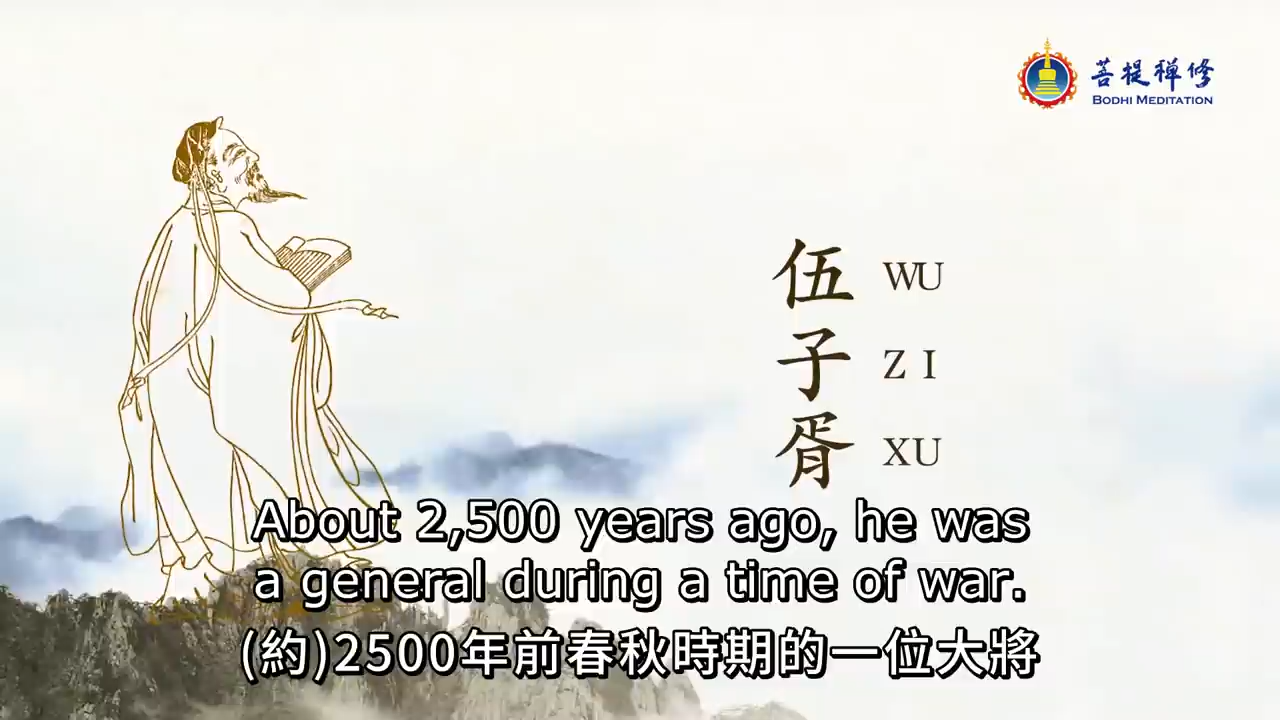 菩提禪修
BODHI MEDITATION
伍 WU
子 Z I
胥 XU
About 2,500 years ago, he was
a general during a time of war.
(約)2500年前春秋時期的一位大將